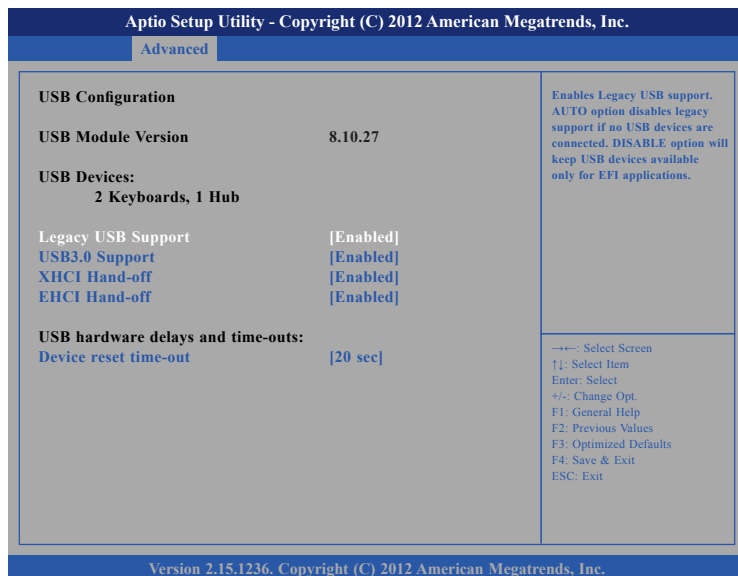 Aptio Setup Utility - Copyright (C) 2012 American Megatrends, Inc.
Advanced
USB Configuration
USB Module Version 8.10.27
USB Devices:
2 Keyboards, 1 Hub
Legacy USB Support [Enabled]
USB3.0 Support [Enabled]
XHCI Hand-off [Enabled]
EHCI Hand-off [Enabled]
USB hardware delays and time-outs:
Device reset time-out [20 sec]
Enables Legacy USB support.
AUTO option disables legacy
support if no USB devices are
connected. DISABLE option will
keep USB devices available
only for EFI applications.
→←: Select Screen
↑↓: Select Item
Enter: Select
+/-: Change Opt.
F1: General Help
F2: Previous Values
F3: Optimized Defaults
F4: Save & Exit
ESC: Exit
Version 2.15.1236. Copyright (C) 2012 American Megatrends, Inc.